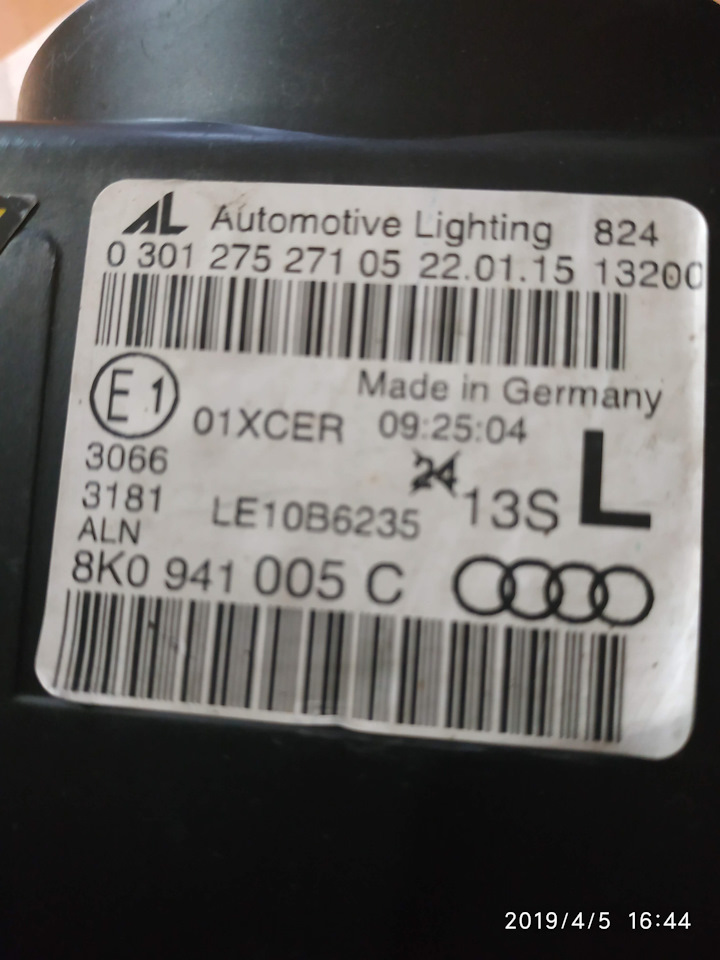 AL Automotive Lighting 824
0 301 275 271 05 22.01.15 13200
Made in Germany
E1 01XCER 09:25:04
3066
24 13S L
3181 LE10B6235
ALN
8K0 941 005 C
2019/4/5 16:44